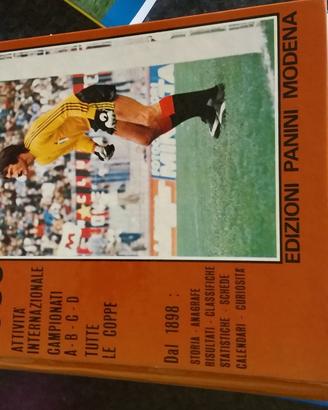 ATTIVITÀ
INTERNAZIONALE
CAMPIONATI
A - B - C - D
TUTTE
LE COPPE
Dal 1898 :
STORIA - ANAGRAFE
RISULTATI - CLASSIFICHE
STATISTICHE - SCHEDE
CALENDARI - CURIOSITÀ
EDIZIONI PANINI MODENA